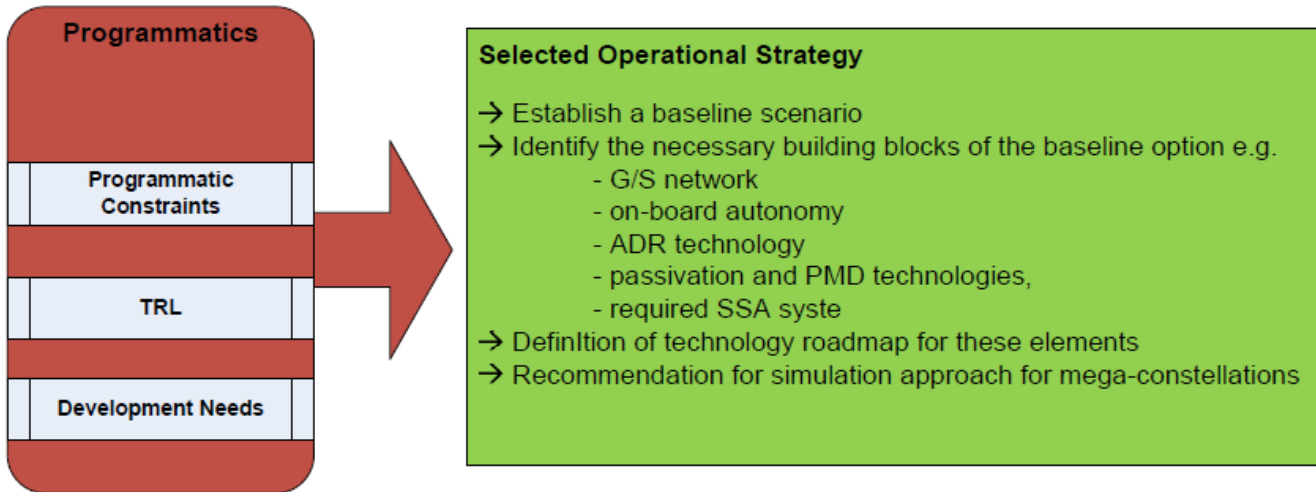 Programmatics
Programmatic
Constraints
TRL
Development Needs
Selected Operational Strategy
→ Establish a baseline scenario
→ Identify the necessary building blocks of the baseline option e.g.
- G/S network
- on-board autonomy
- ADR technology
- passivation and PMD technologies,
- required SSA syste
→ DefinItion of technology roadmap for these elements
→ Recommendation for simulation approach for mega-constellations